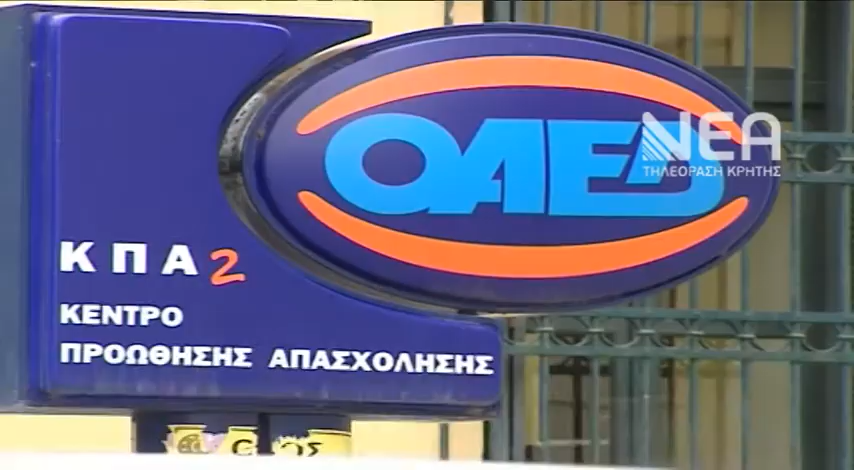 ΟΑΕΔ
ΝΕΑ
ΤΗΛΕΟΡΑΣΗ ΚΡΗΤΗΣ
ΚΠΑ 2
ΚΕΝΤΡΟ
ΠΡΟΩΘΗΣΗΣ ΑΠΑΣΧΟΛΗΣΗΣ